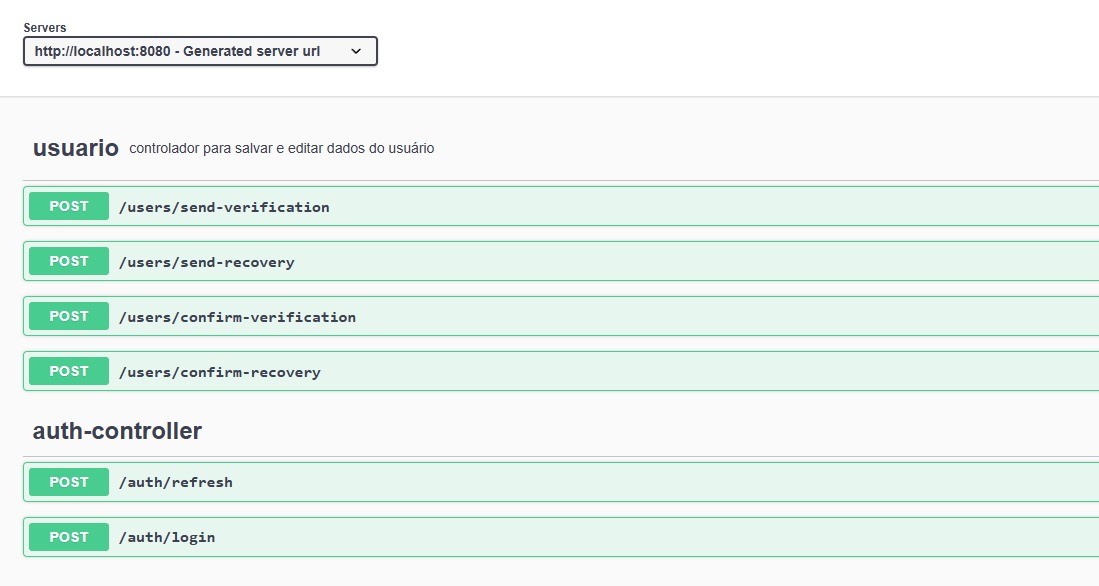 Servers
http://localhost:8080 - Generated server url
usuario controlador para salvar e editar dados do usuário
POST /users/send-verification
POST /users/send-recovery
POST /users/confirm-verification
POST /users/confirm-recovery
auth-controller
POST /auth/refresh
POST /auth/login